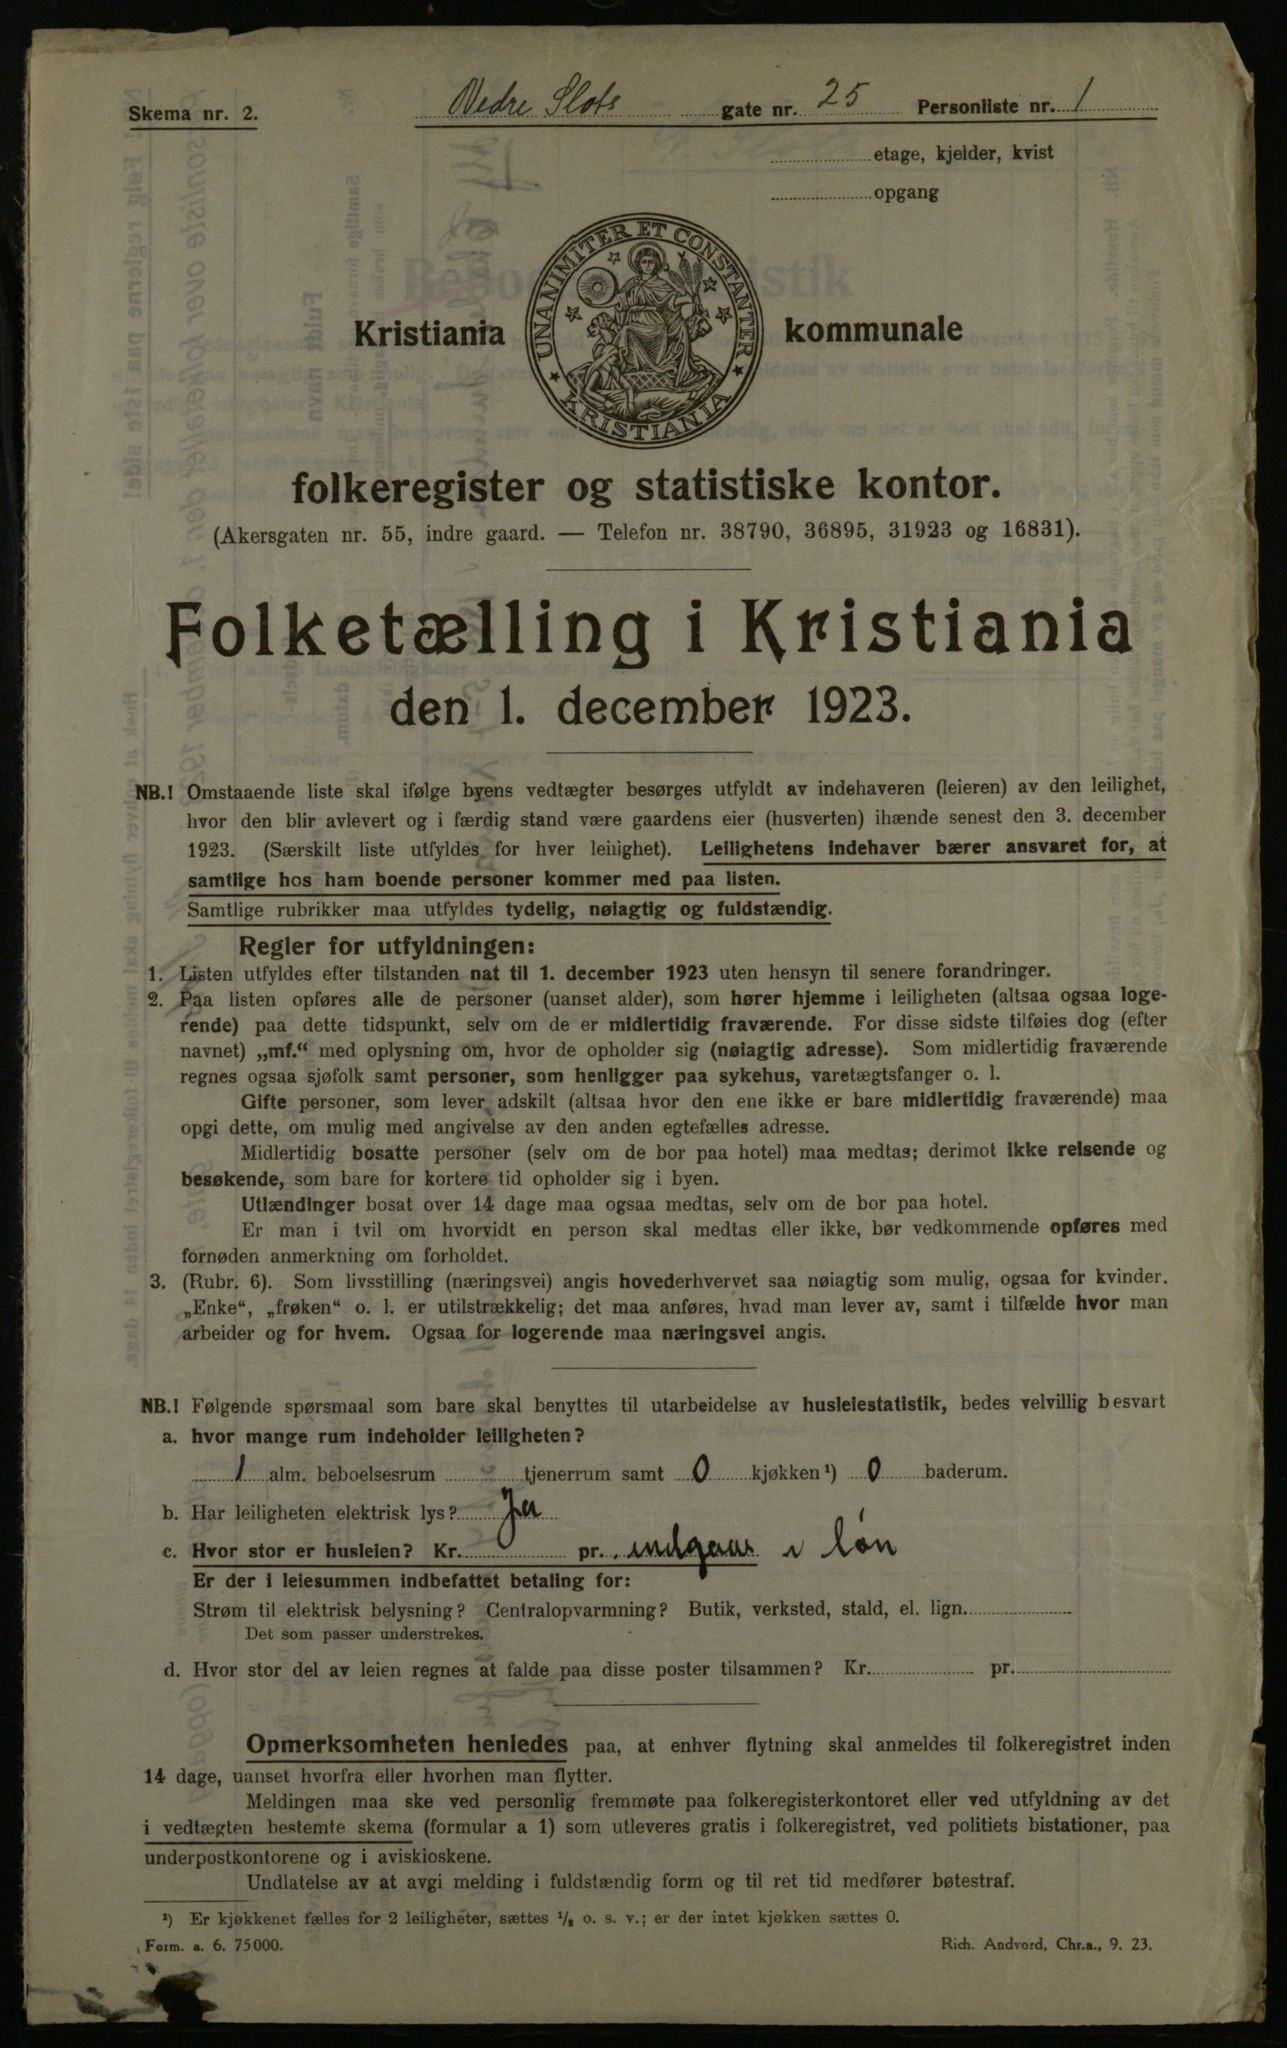 Skema nr. 2.
Nedre Slots gate nr. 25 Personliste nr. 1
etage, kjelder, kvist
opgang
UNANIMITER ET CONSTANTER
KRISTIANIA
Kristiania kommunale
folkeregister og statistiske kontor.
(Akersgaten nr. 55, indre gaard. — Telefon nr. 38790, 36895, 31923 og 16831).
Folketælling i Kristiania
den 1. december 1923.
NB.! Omstaaende liste skal ifølge byens vedtægter besørges utfyldt av indehaveren (leieren) av den leilighet,
hvor den blir avlevert og i færdig stand være gaardens eier (husverten) ihænde senest den 3. december
1923. (Særskilt liste utfyldes for hver leilighet). Leilighetens indehaver bærer ansvaret for, at
samtlige hos ham boende personer kommer med paa listen.
Samtlige rubrikker maa utfyldes tydelig, nøiagtig og fuldstændig.
Regler for utfyldningen:
1. Listen utfyldes efter tilstanden nat til 1. december 1923 uten hensyn til senere forandringer.
2. Paa listen opføres alle de personer (uanset alder), som hører hjemme i leiligheten (altsaa ogsaa loge-
rende) paa dette tidspunkt, selv om de er midlertidig fraværende. For disse sidste tilføies dog (efter
navnet) „mf.“ med oplysning om, hvor de opholder sig (nøiagtig adresse). Som midlertidig fraværende
regnes ogsaa sjøfolk samt personer, som henligger paa sykehus, varetægtsfanger o. l.
Gifte personer, som lever adskilt (altsaa hvor den ene ikke er bare midlertidig fraværende) maa
opgi dette, om mulig med angivelse av den anden egtefælles adresse.
Midlertidig bosatte personer (selv om de bor paa hotel) maa medtas; derimot ikke reisende og
besøkende, som bare for kortere tid opholder sig i byen.
Utlændinger bosat over 14 dage maa ogsaa medtas, selv om de bor paa hotel.
Er man i tvil om hvorvidt en person skal medtas eller ikke, bør vedkommende opføres med
fornøden anmerkning om forholdet.
3. (Rubr. 6). Som livsstilling (næringsvei) angis hovederhvervet saa nøiagtig som mulig, ogsaa for kvinder.
„Enke“, „frøken“ o. l. er utilstrækkelig; det maa anføres, hvad man lever av, samt i tilfælde hvor man
arbeider og for hvem. Ogsaa for logerende maa næringsvei angis.
NB.! Følgende spørsmaal som bare skal benyttes til utarbeidelse av husleiestatistik, bedes velvillig besvart
a. hvor mange rum indeholder leiligheten?
1 alm. beboelsesrum tjenerrum samt 0 kjøkken¹) 0 baderum.
b. Har leiligheten elektrisk lys? Ja
c. Hvor stor er husleien? Kr. pr. indgaar i løn
Er der i leiesummen indbefattet betaling for:
Strøm til elektrisk belysning? Centralopvarmning? Butik, verksted, stald, el. lign.
Det som passer understrekes.
d. Hvor stor del av leien regnes at falde paa disse poster tilsammen? Kr. pr.
Opmerksomheten henledes paa, at enhver flytning skal anmeldes til folkeregistret inden
14 dage, uanset hvorfra eller hvorhen man flytter.
Meldingen maa ske ved personlig fremmøte paa folkeregisterkontoret eller ved utfyldning av det
i vedtægten bestemte skema (formular a 1) som utleveres gratis i folkeregistret, ved politiets bistationer, paa
underpostkontorene og i aviskioskene.
Undlatelse av at avgi melding i fuldstændig form og til ret tid medfører bøtestraf.
¹) Er kjøkkenet fælles for 2 leiligheter, sættes ½ o. s. v.; er der intet kjøkken sættes 0.
Form. a. 6. 75000. Rich. Andvord, Chr.a., 9. 23.